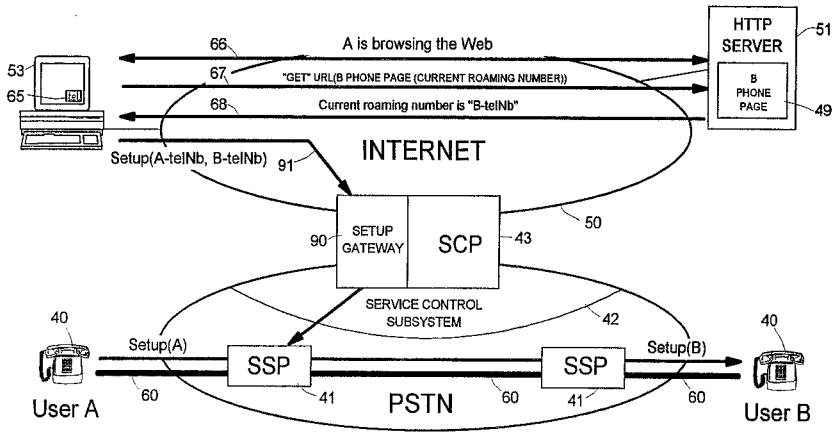 66
A is browsing the Web
HTTP
SERVER
51
53
67
"GET" URL(B PHONE PAGE (CURRENT ROAMING NUMBER))
65
tel
B
PHONE
PAGE
49
68
Current roaming number is "B-telNb"
INTERNET
Setup(A-telNb, B-telNb)
91
50
90
SETUP
GATEWAY
SCP
43
SERVICE CONTROL
SUBSYSTEM
42
40
40
Setup(A)
SSP
SSP
Setup(B)
60
41
60
41
60
User A
PSTN
User B